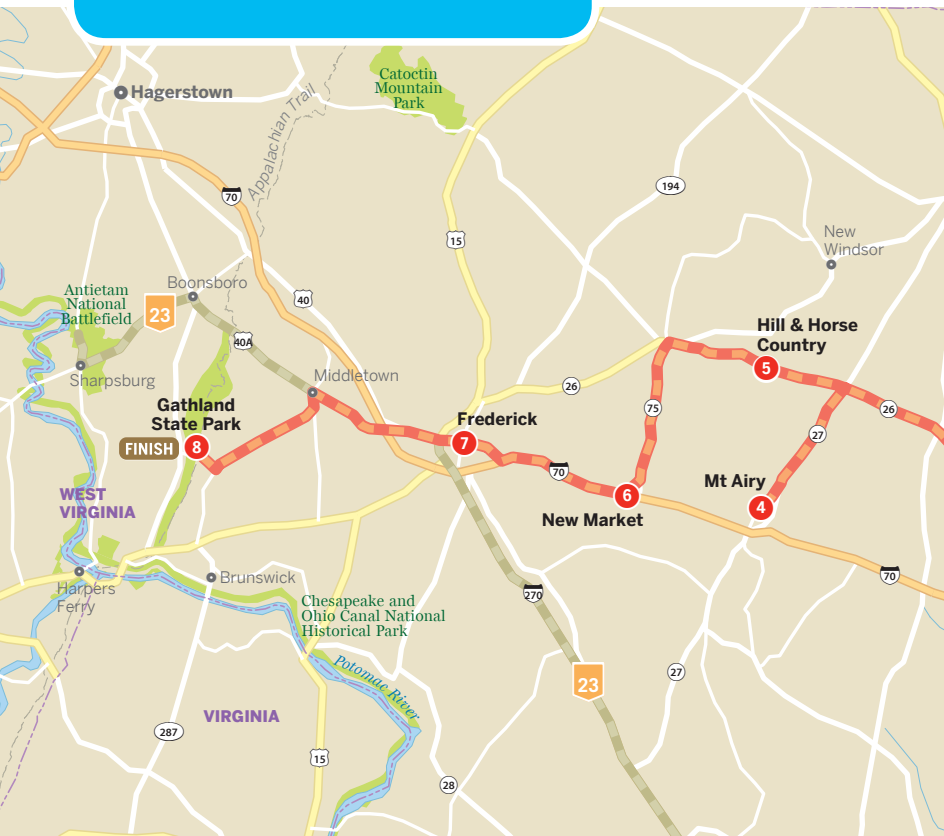 Hagerstown
Appalachian Trail
Catoctin
Mountain
Park
70
194
15
New
Windsor
Boonsboro
40
Antietam
National
Battlefield
23
40A
Hill & Horse
Country
5
Sharpsburg
Middletown
26
Gathland
State Park
FINISH
8
Frederick
7
75
26
27
70
Mt Airy
4
6
New Market
WEST
VIRGINIA
Harpers
Ferry
Brunswick
70
270
Chesapeake and
Ohio Canal National
Historical Park
Potomac River
27
23
VIRGINIA
287
15
28